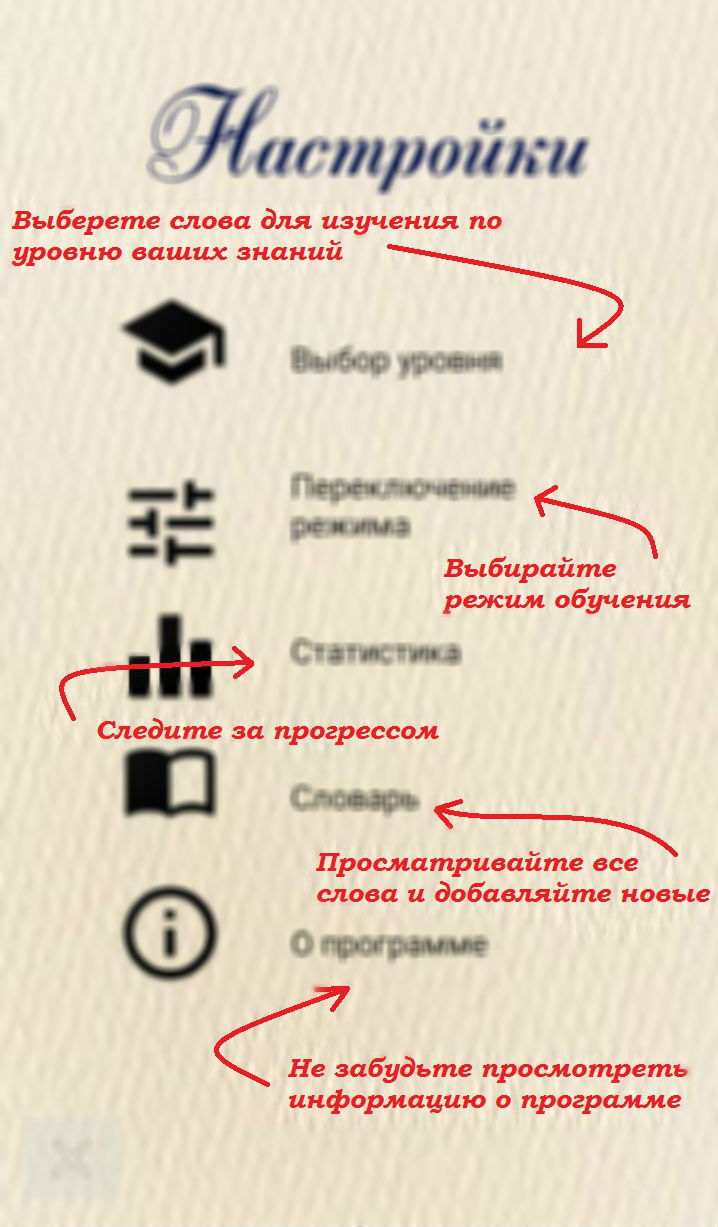 Настройки
Выберете слова для изучения по
уровню ваших знаний
Выбор уровня
Переключение
режима
Выбирайте
режим обучения
Статистика
Следите за прогрессом
Словарь
Просматривайте все
слова и добавляйте новые
О программе
Не забудьте просмотреть
информацию о программе